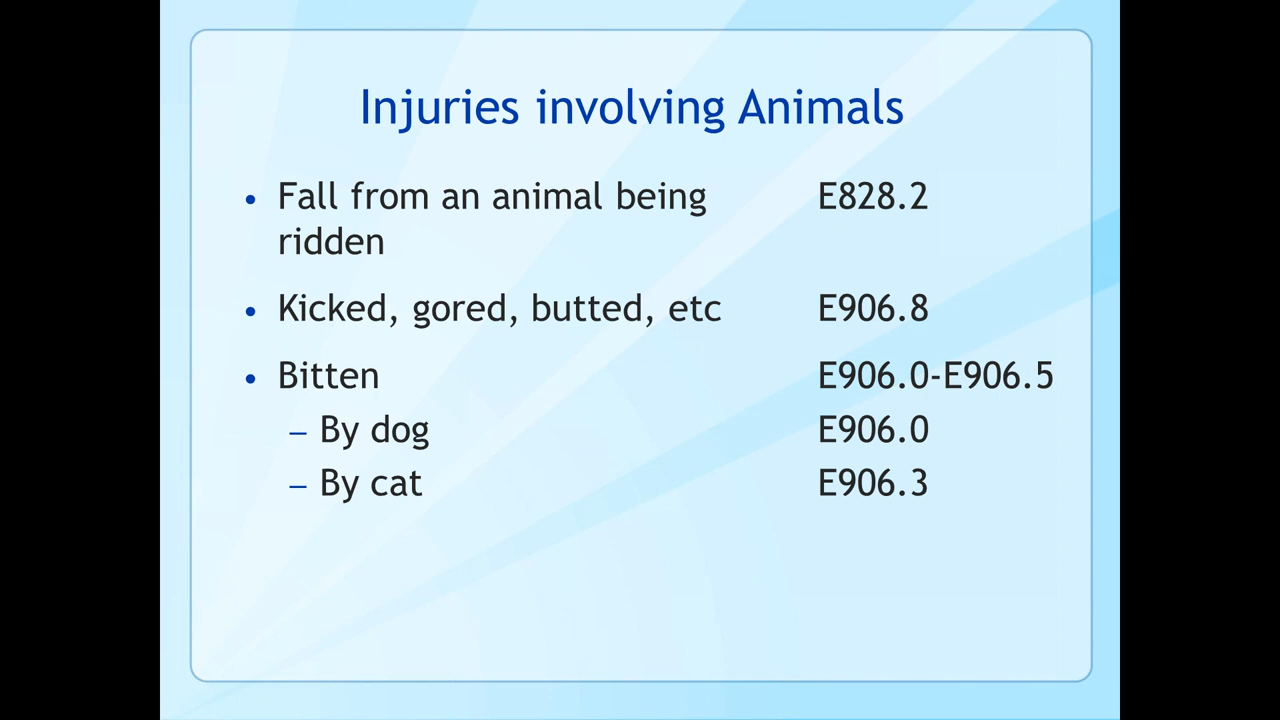 Injuries involving Animals
• Fall from an animal being E828.2
ridden
• Kicked, gored, butted, etc E906.8
• Bitten E906.0-E906.5
– By dog E906.0
– By cat E906.3